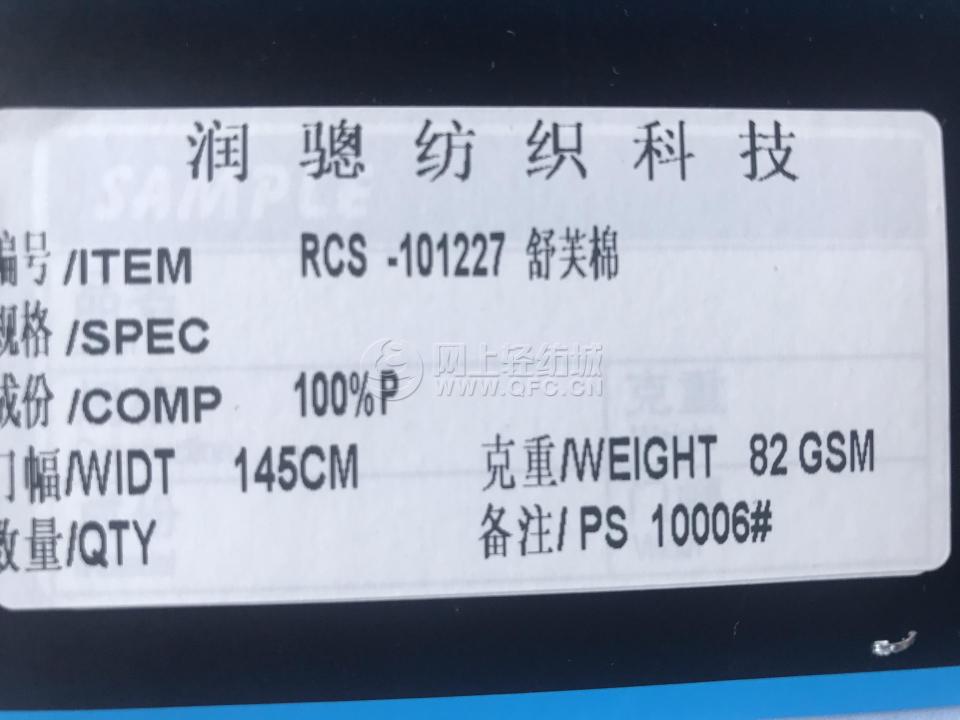 润骢纺织科技
SAMPLE
编号/ITEM RCS -101227 舒芙棉
规格/SPEC
成份/COMP 100%P
网上轻纺城
WWW.QFC.CN
门幅/WIDT 145CM 克重/WEIGHT 82 GSM
数量/QTY 备注/ PS 10006#